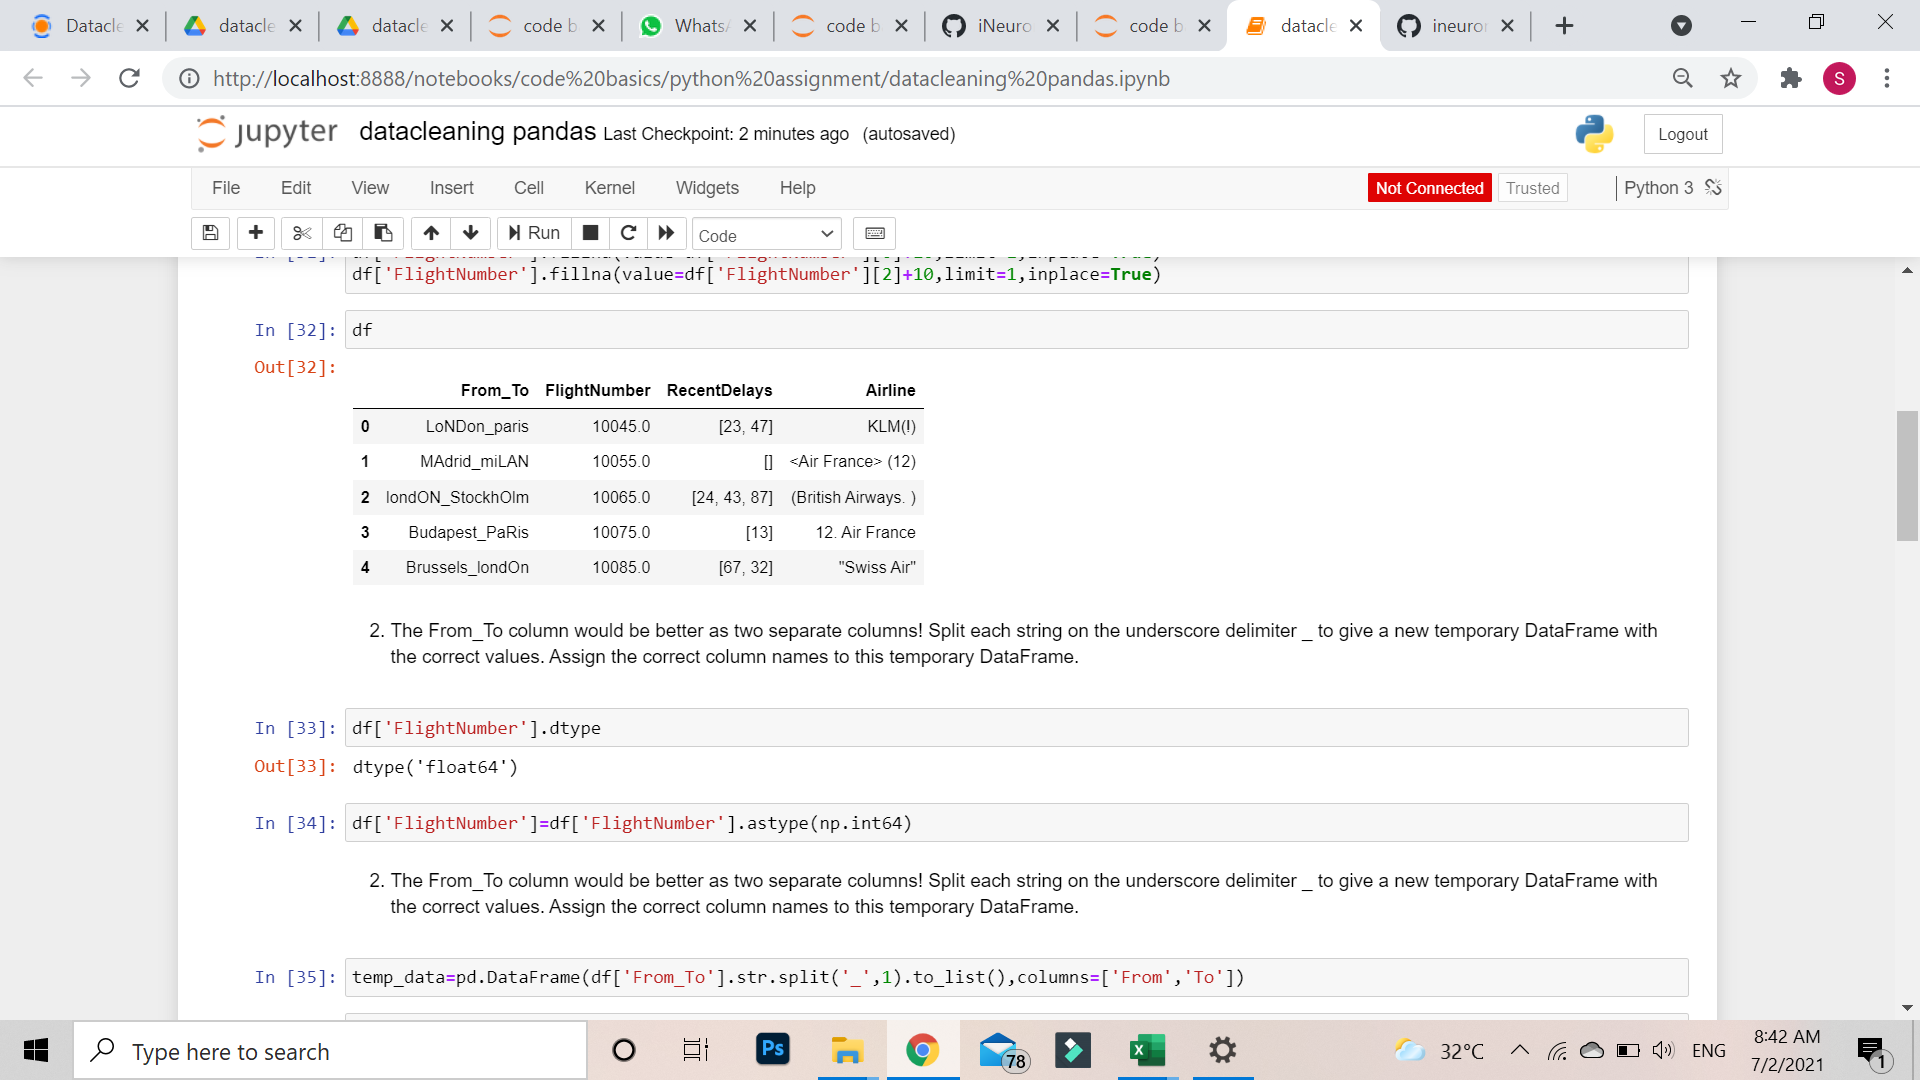 Datacle
datacle
datacle
code b
WhatsA
code b
iNeuro
code b
datacle
ineuron
http://localhost:8888/notebooks/code%20basics/python%20assignment/datacleaning%20pandas.ipynb
S
jupyter datacleaning pandas Last Checkpoint: 2 minutes ago (autosaved)
Logout
File Edit View Insert Cell Kernel Widgets Help
Not Connected Trusted Python 3
Run Code
df['FlightNumber'].fillna(value=df['FlightNumber'][2]+10,limit=1,inplace=True)
In [32]: df
Out[32]:
From_To FlightNumber RecentDelays Airline
0 LoNDon_paris 10045.0 [23, 47] KLM(!)
1 MAdrid_miLAN 10055.0 [] <Air France> (12)
2 londON_StockhOlm 10065.0 [24, 43, 87] (British Airways. )
3 Budapest_PaRis 10075.0 [13] 12. Air France
4 Brussels_londOn 10085.0 [67, 32] "Swiss Air"
2. The From_To column would be better as two separate columns! Split each string on the underscore delimiter _ to give a new temporary DataFrame with
the correct values. Assign the correct column names to this temporary DataFrame.
In [33]: df['FlightNumber'].dtype
Out[33]: dtype('float64')
In [34]: df['FlightNumber']=df['FlightNumber'].astype(np.int64)
2. The From_To column would be better as two separate columns! Split each string on the underscore delimiter _ to give a new temporary DataFrame with
the correct values. Assign the correct column names to this temporary DataFrame.
In [35]: temp_data=pd.DataFrame(df['From_To'].str.split('_',1).to_list(),columns=['From','To'])
Type here to search
Ps
78
32°C
ENG
8:42 AM
7/2/2021
1